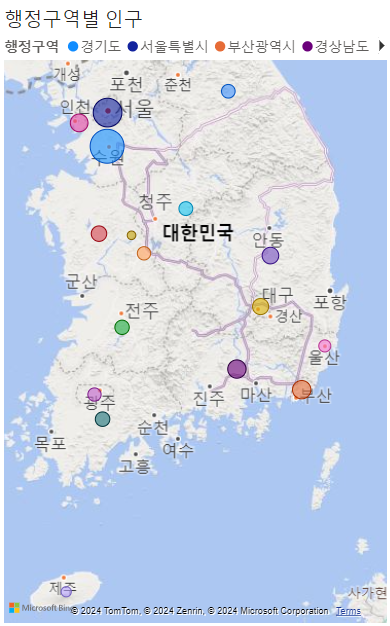 행정구역별 인구
행정구역 경기도 서울특별시 부산광역시 경상남도
개성
포천
춘천
인천
서울
수원
청주
대한민국
안동
군산
대구
포항
전주
경산
울산
광주
진주
마산
부산
순천
목포
여수
고흥
제주
사가현
Microsoft Bing
© 2024 TomTom, © 2024 Zenrin, © 2024 Microsoft Corporation Terms